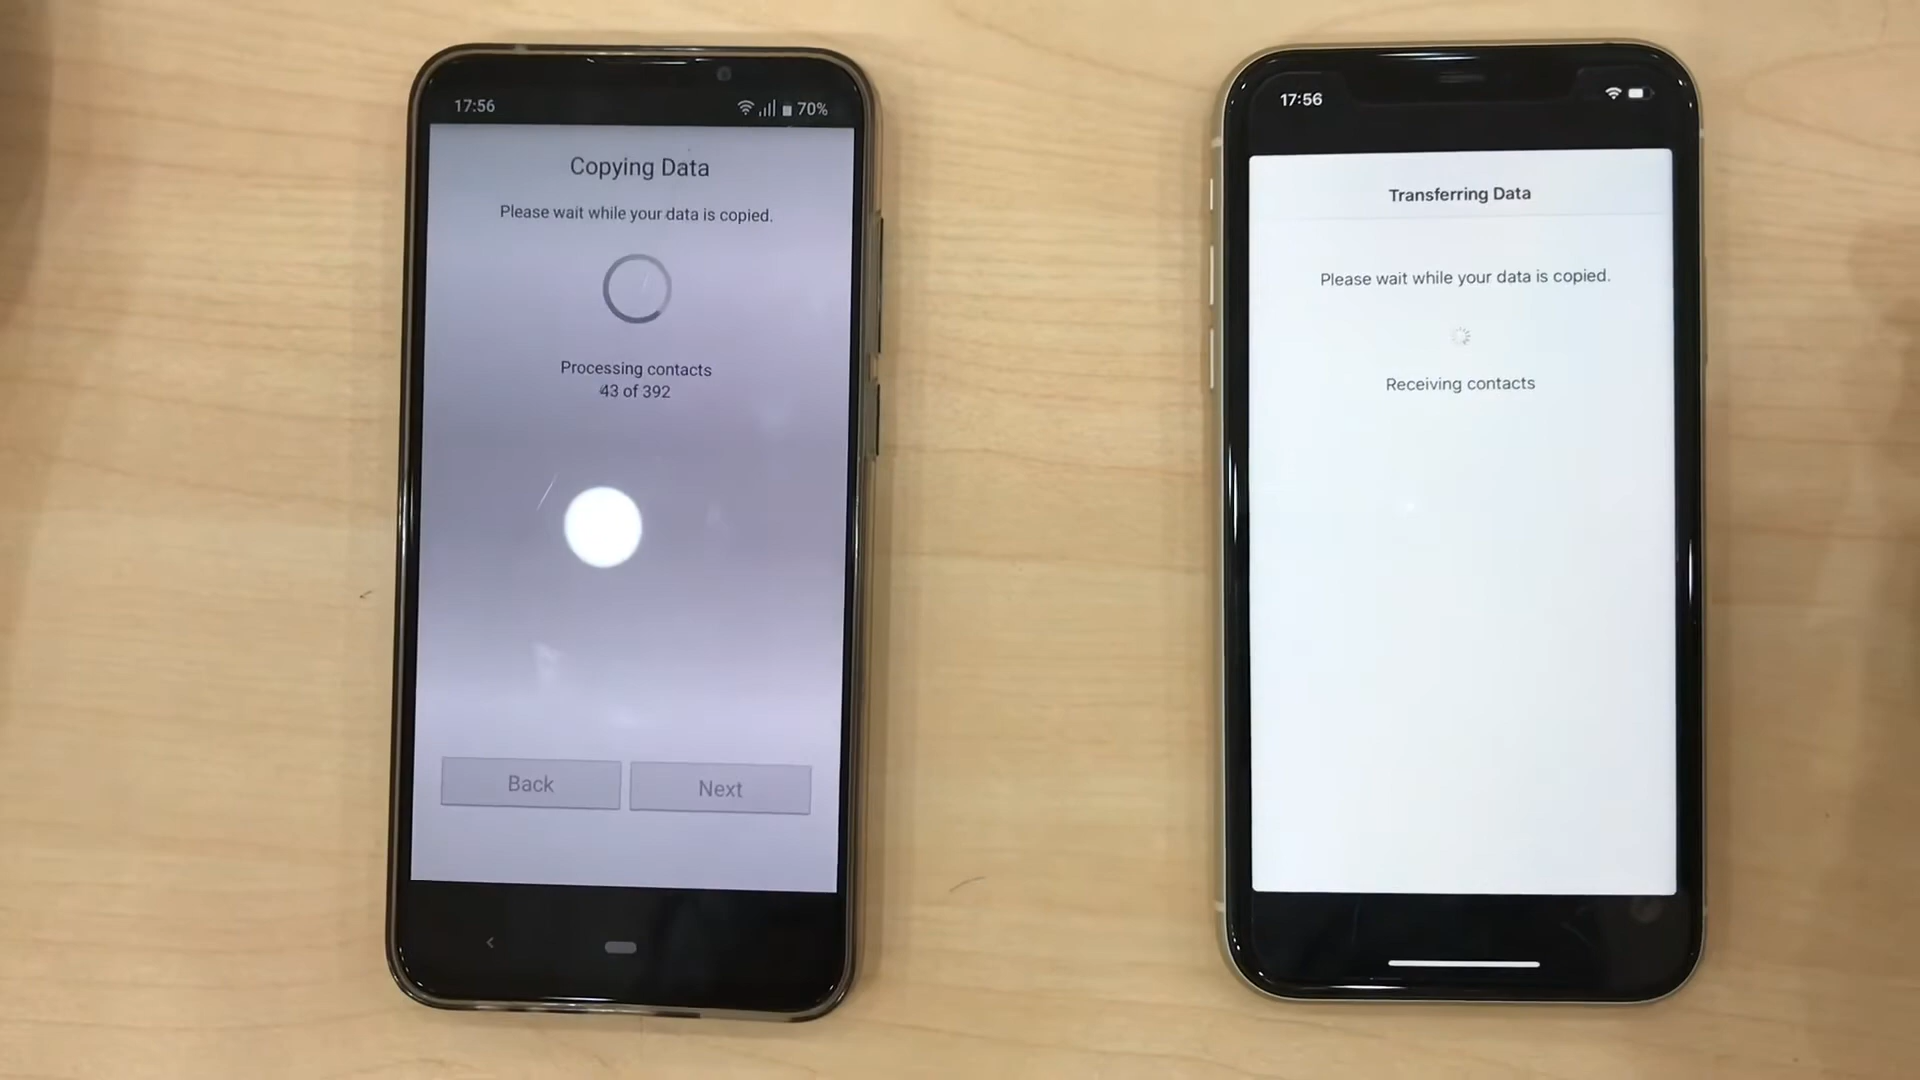 17:56
70%
Copying Data
Please wait while your data is copied.
Processing contacts
43 of 392
Back
Next
17:56
Transferring Data
Please wait while your data is copied.
Receiving contacts